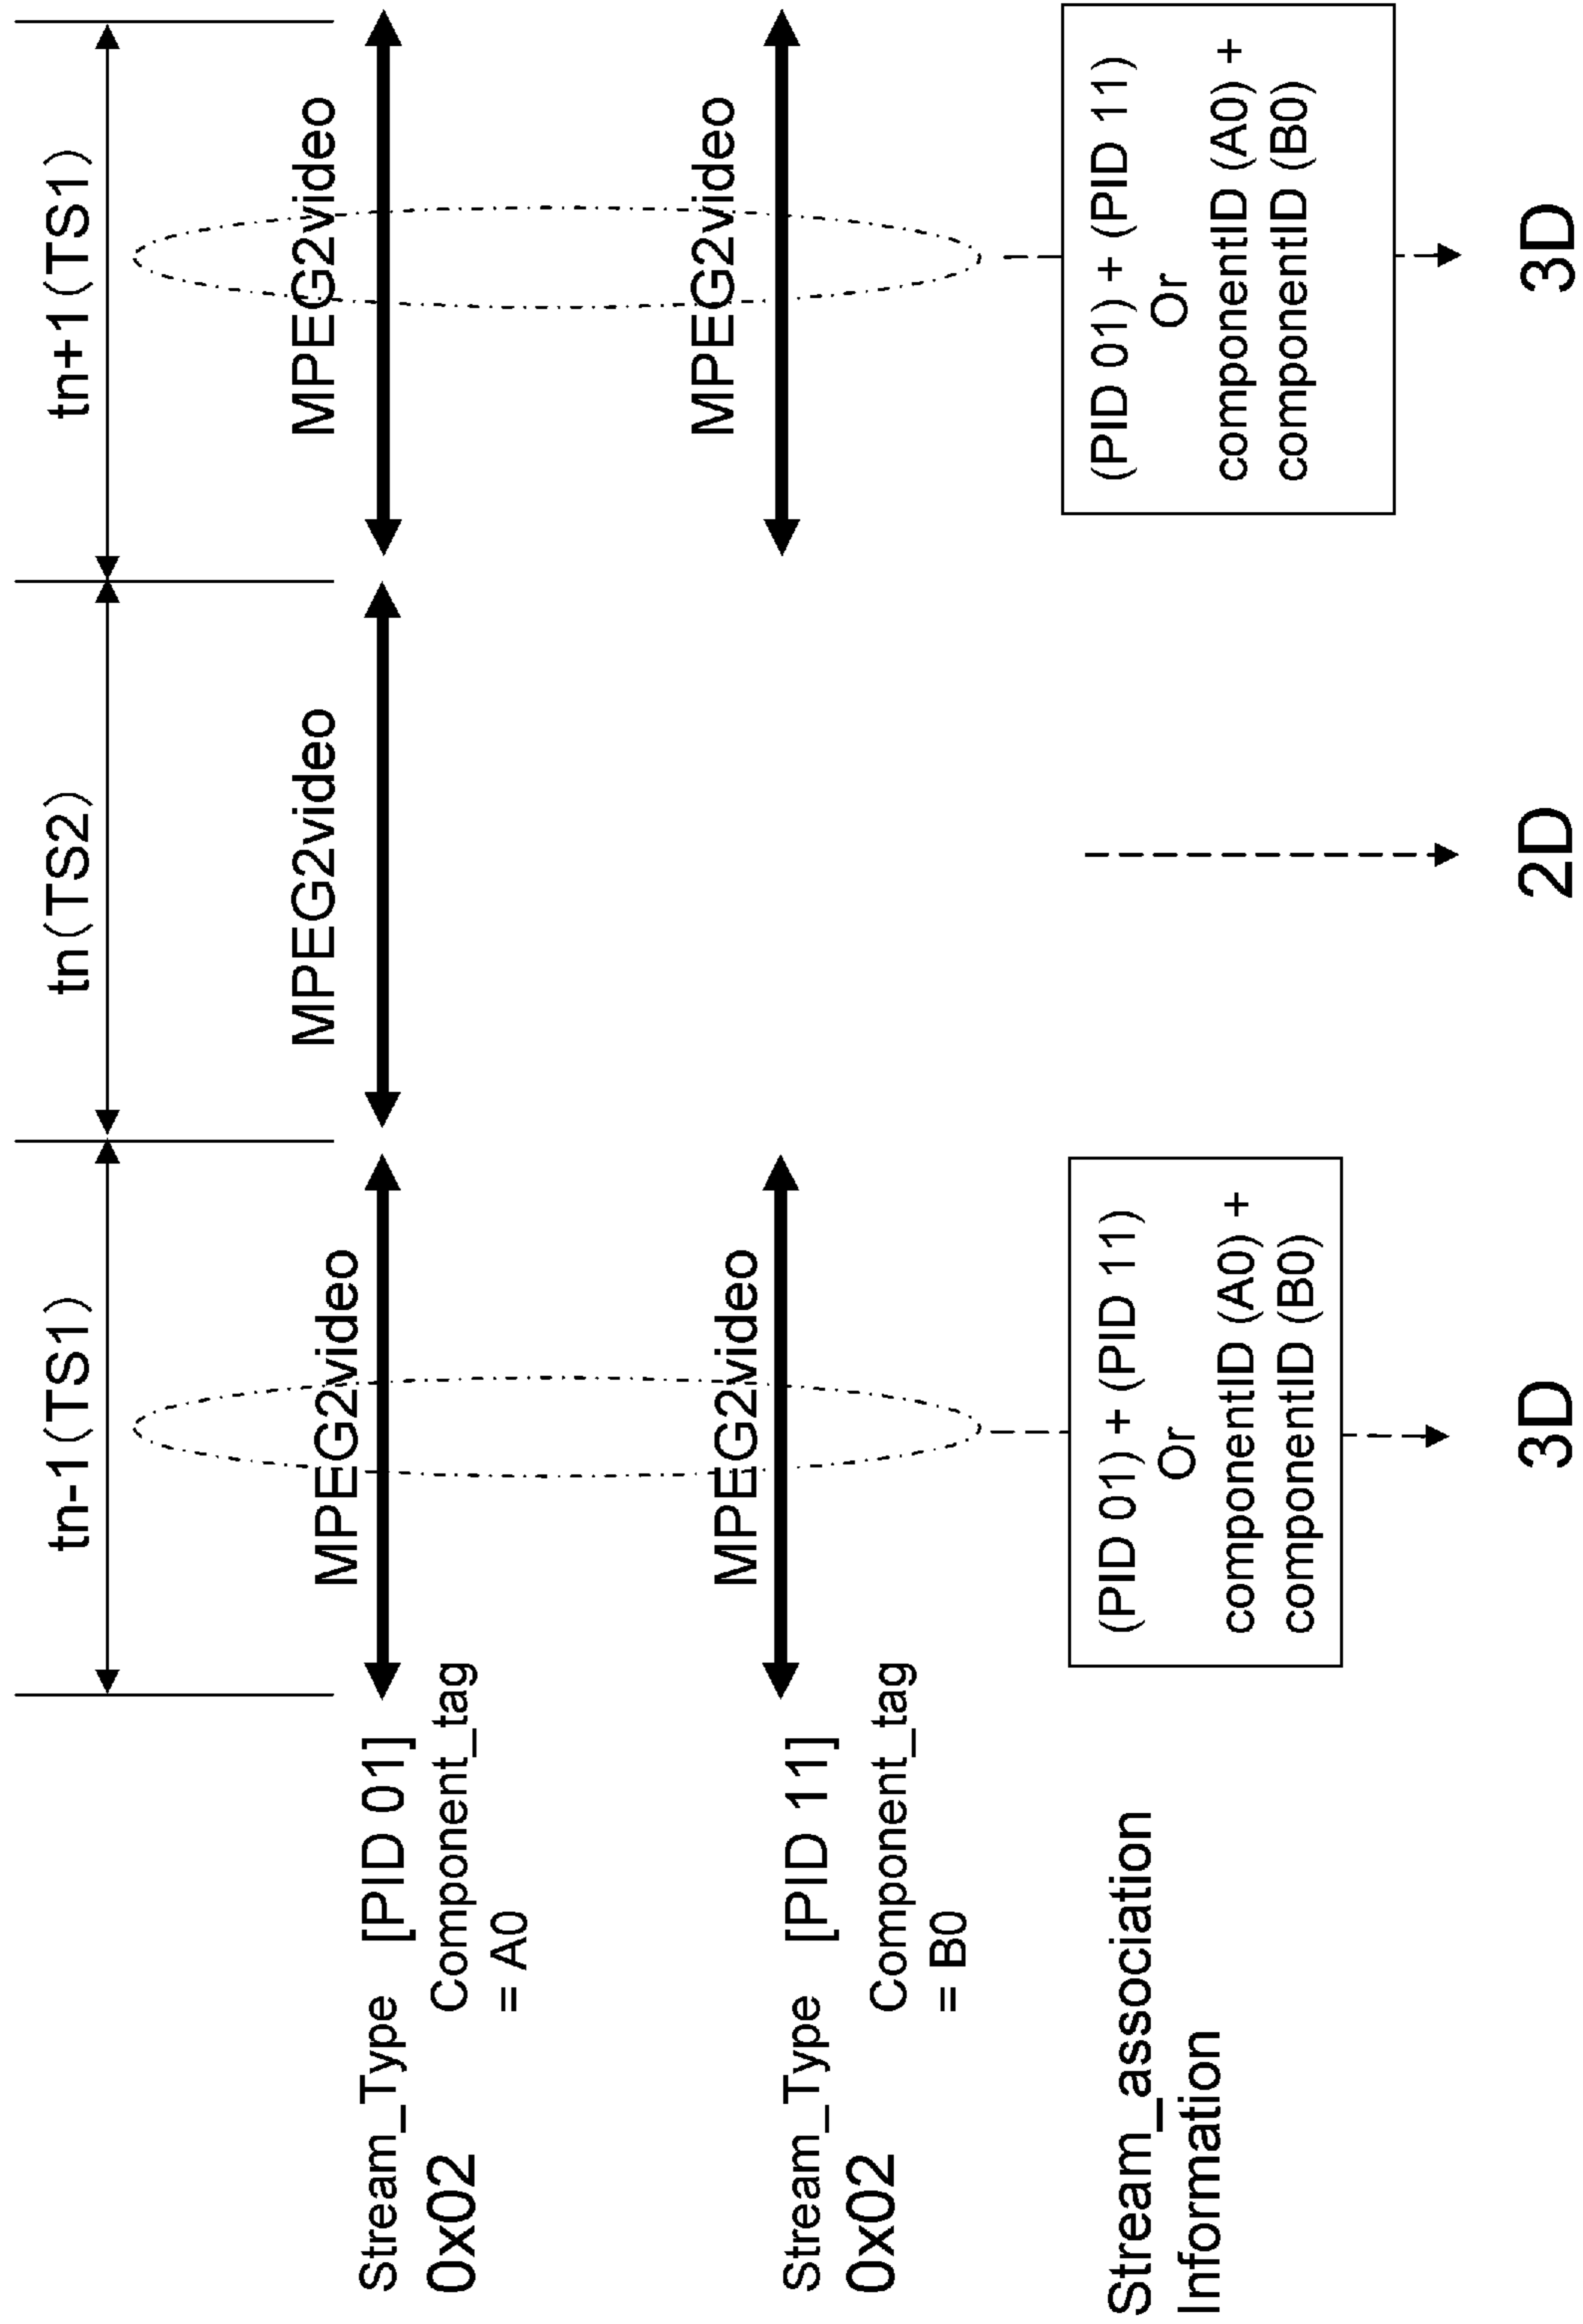 tn-1(TS1)
tn(TS2)
tn+1(TS1)
Stream_Type
0x02
[PID 01]
Component_tag
= A0
MPEG2video
MPEG2video
MPEG2video
Stream_Type
0x02
[PID 11]
Component_tag
= B0
MPEG2video
MPEG2video
Stream_association
Information
(PID 01) + (PID 11)
Or
componentID (A0) +
componentID (B0)
(PID 01) + (PID 11)
Or
componentID (A0) +
componentID (B0)
3D
2D
3D